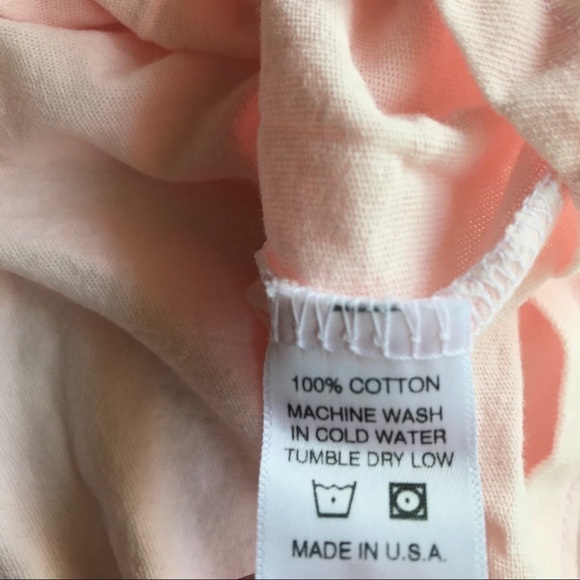 100% COTTON
MACHINE WASH
IN COLD WATER
TUMBLE DRY LOW
MADE IN U.S.A.